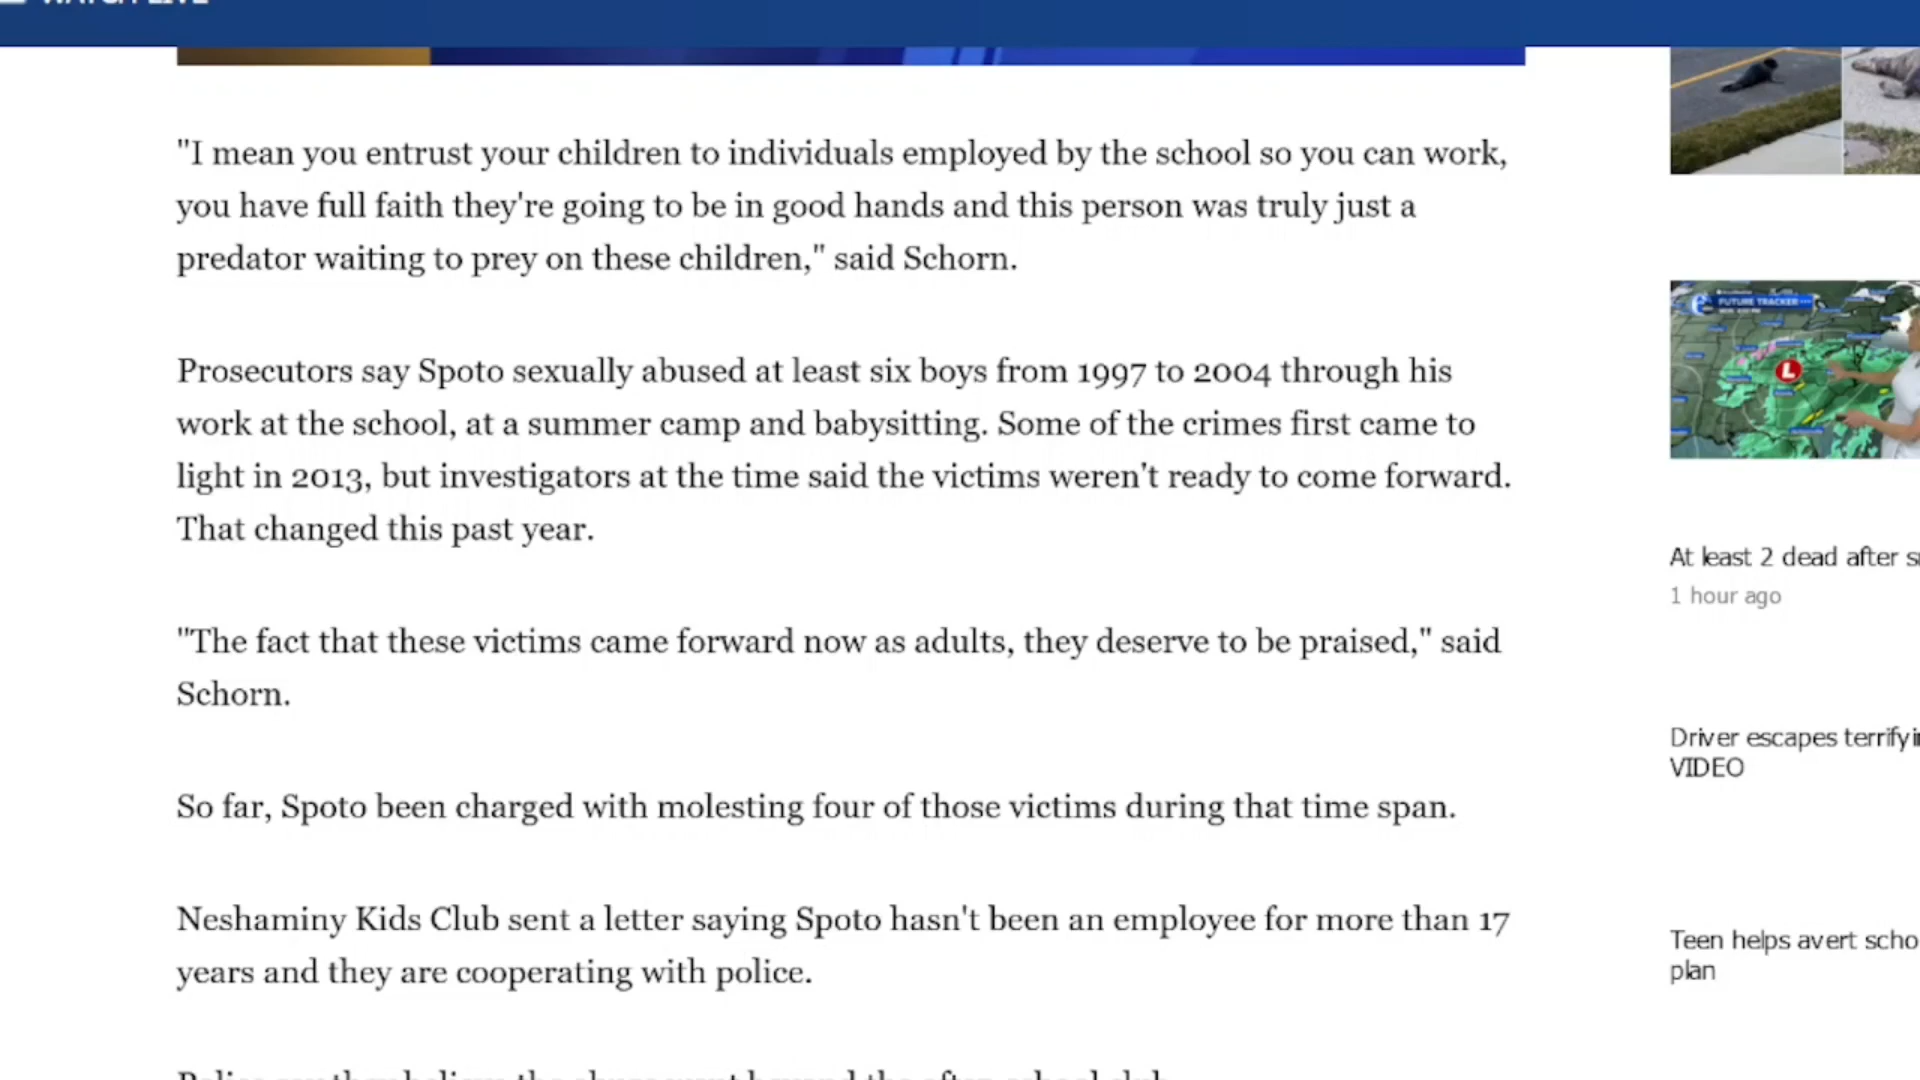 WATCH LIVE
"I mean you entrust your children to individuals employed by the school so you can work,
you have full faith they're going to be in good hands and this person was truly just a
predator waiting to prey on these children," said Schorn.
Prosecutors say Spoto sexually abused at least six boys from 1997 to 2004 through his
work at the school, at a summer camp and babysitting. Some of the crimes first came to
light in 2013, but investigators at the time said the victims weren't ready to come forward.
That changed this past year.
"The fact that these victims came forward now as adults, they deserve to be praised," said
Schorn.
So far, Spoto been charged with molesting four of those victims during that time span.
Neshaminy Kids Club sent a letter saying Spoto hasn't been an employee for more than 17
years and they are cooperating with police.
FUTURE TRACKER
L
At least 2 dead after
1 hour ago
Driver escapes
VIDEO
Teen helps avert
plan